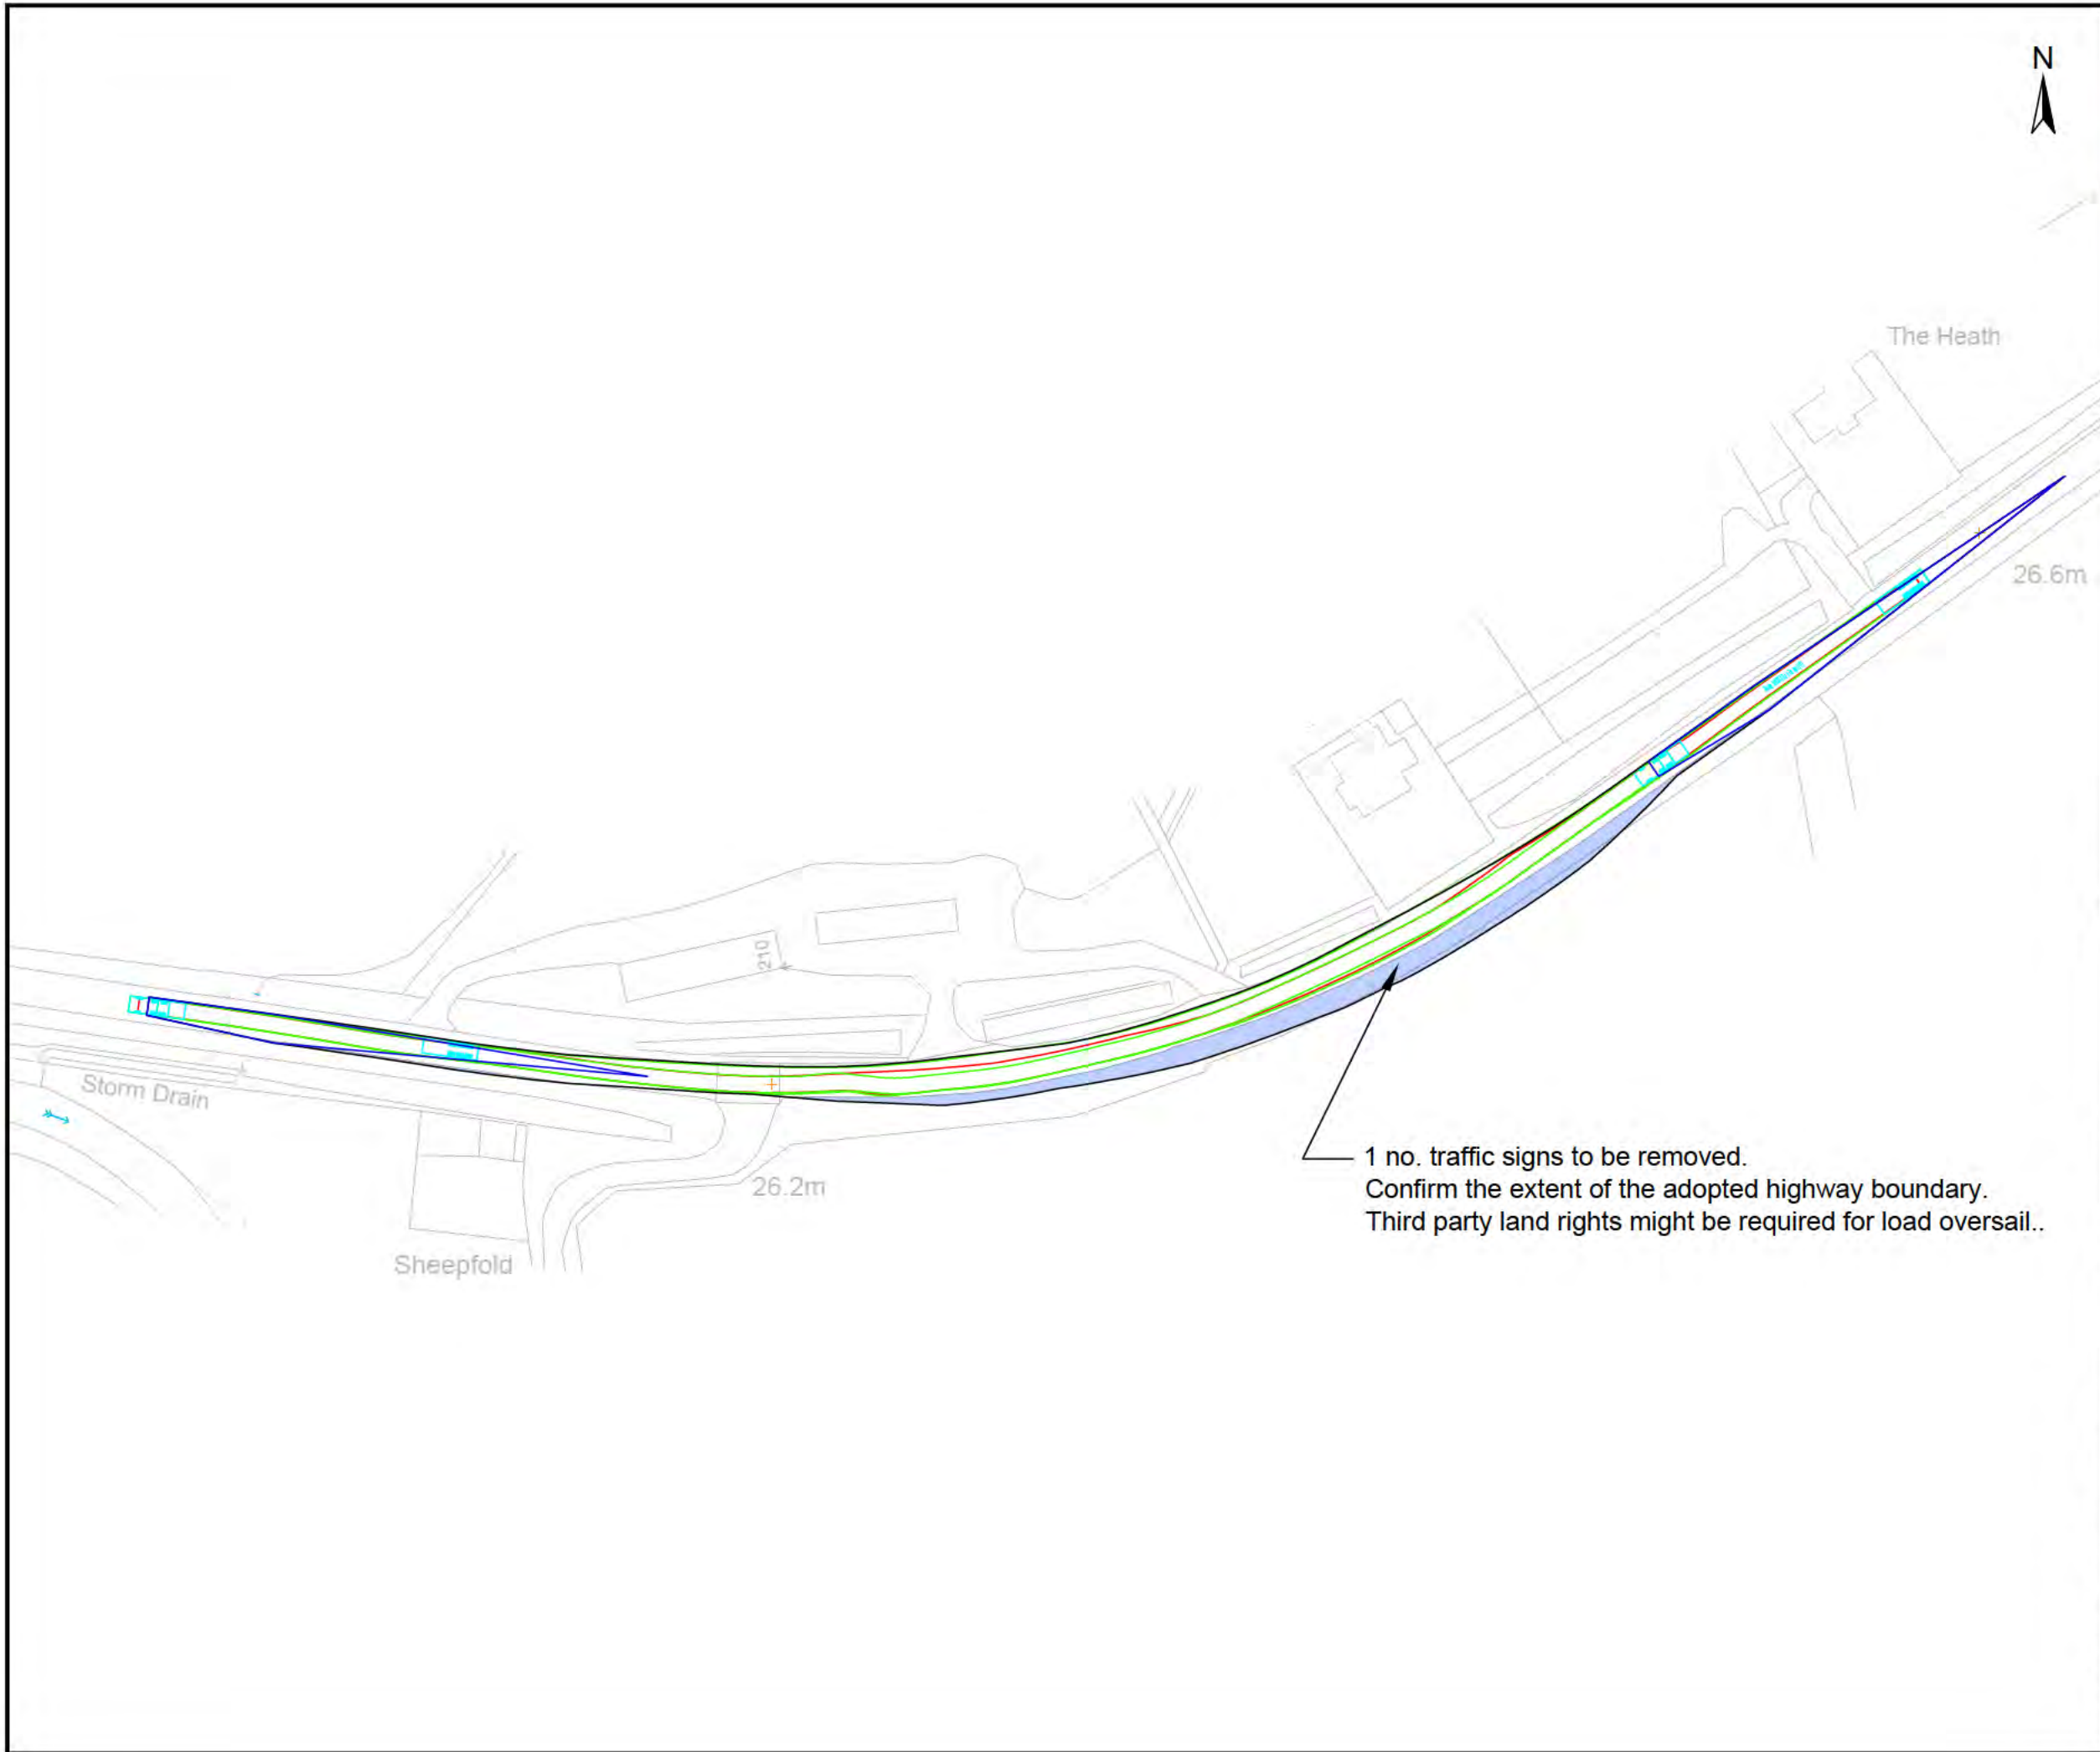 N
The Heath
26.6m
210
Storm Drain
26.2m
Sheepfold
1 no. traffic signs to be removed.
Confirm the extent of the adopted highway boundary.
Third party land rights might be required for load oversail..